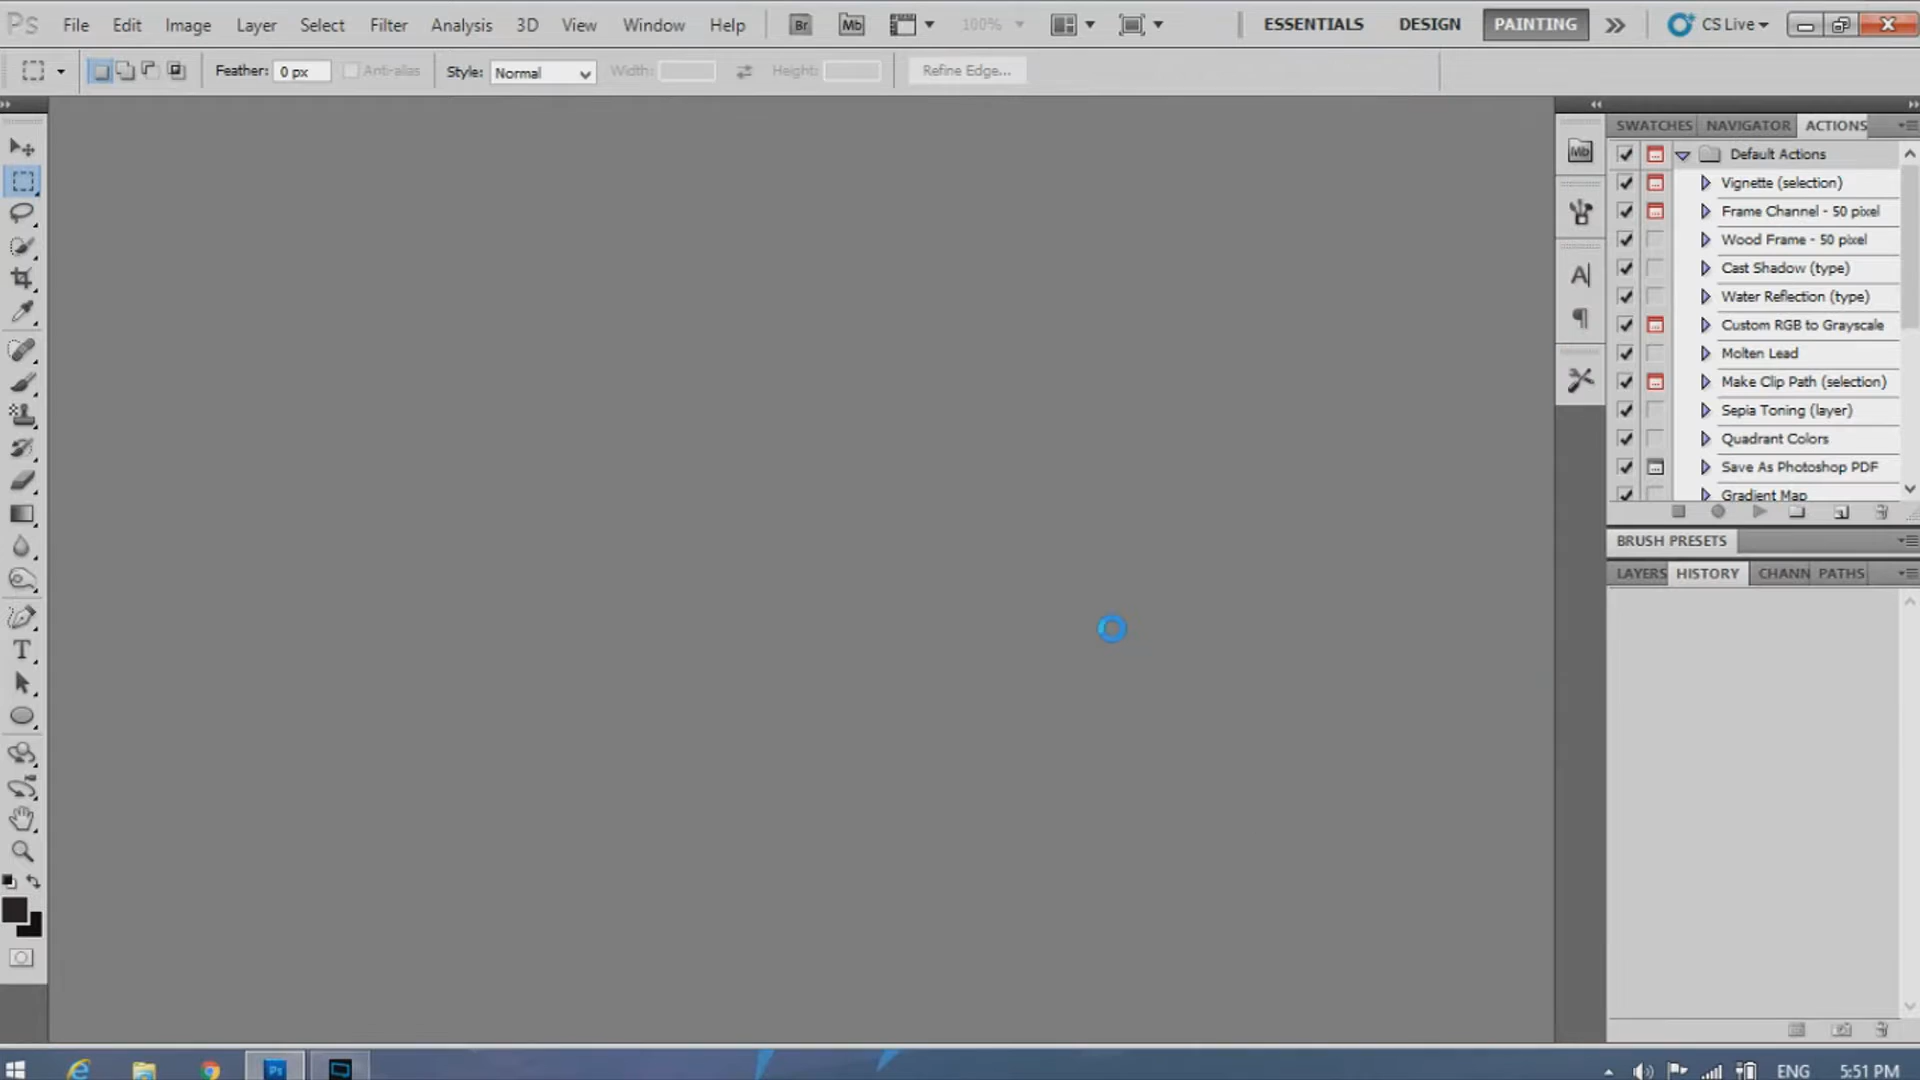 Ps File Edit Image Layer Select Filter Analysis 3D View Window Help Br Mb 100% ESSENTIALS DESIGN PAINTING CS Live
Feather: 0 px Anti-alias Style: Normal Width: Height: Refine Edge...
SWATCHES NAVIGATOR ACTIONS
Mb
Default Actions
Vignette (selection)
Frame Channel - 50 pixel
Wood Frame - 50 pixel
Cast Shadow (type)
Water Reflection (type)
Custom RGB to Grayscale
Molten Lead
Make Clip Path (selection)
Sepia Toning (layer)
Quadrant Colors
Save As Photoshop PDF
Gradient Map
BRUSH PRESETS
LAYERS HISTORY CHANN PATHS
Ps
ENG 5:51 PM